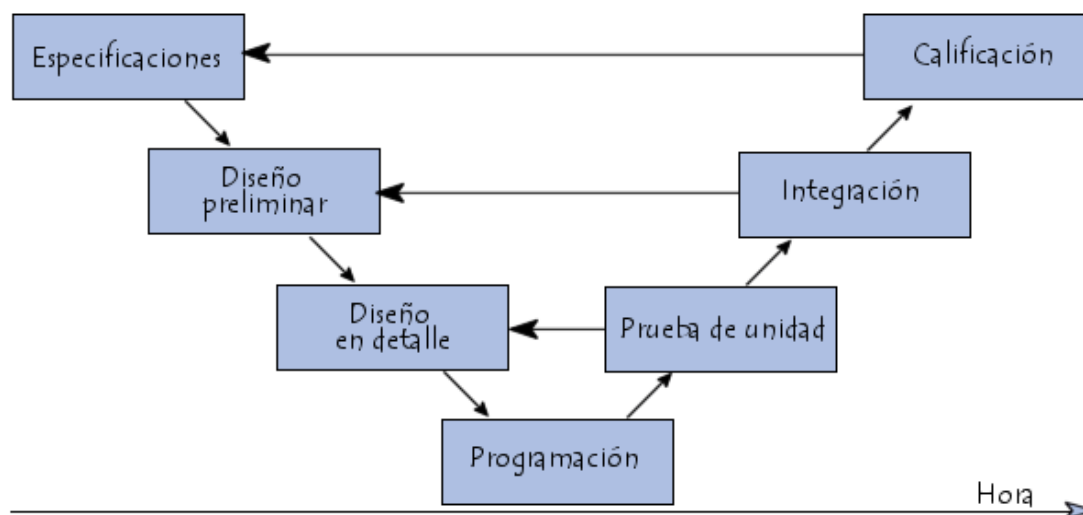 Especificaciones
Calificación
Diseño
preliminar
Integración
Diseño
en detalle
Prueba de unidad
Programación
Hora